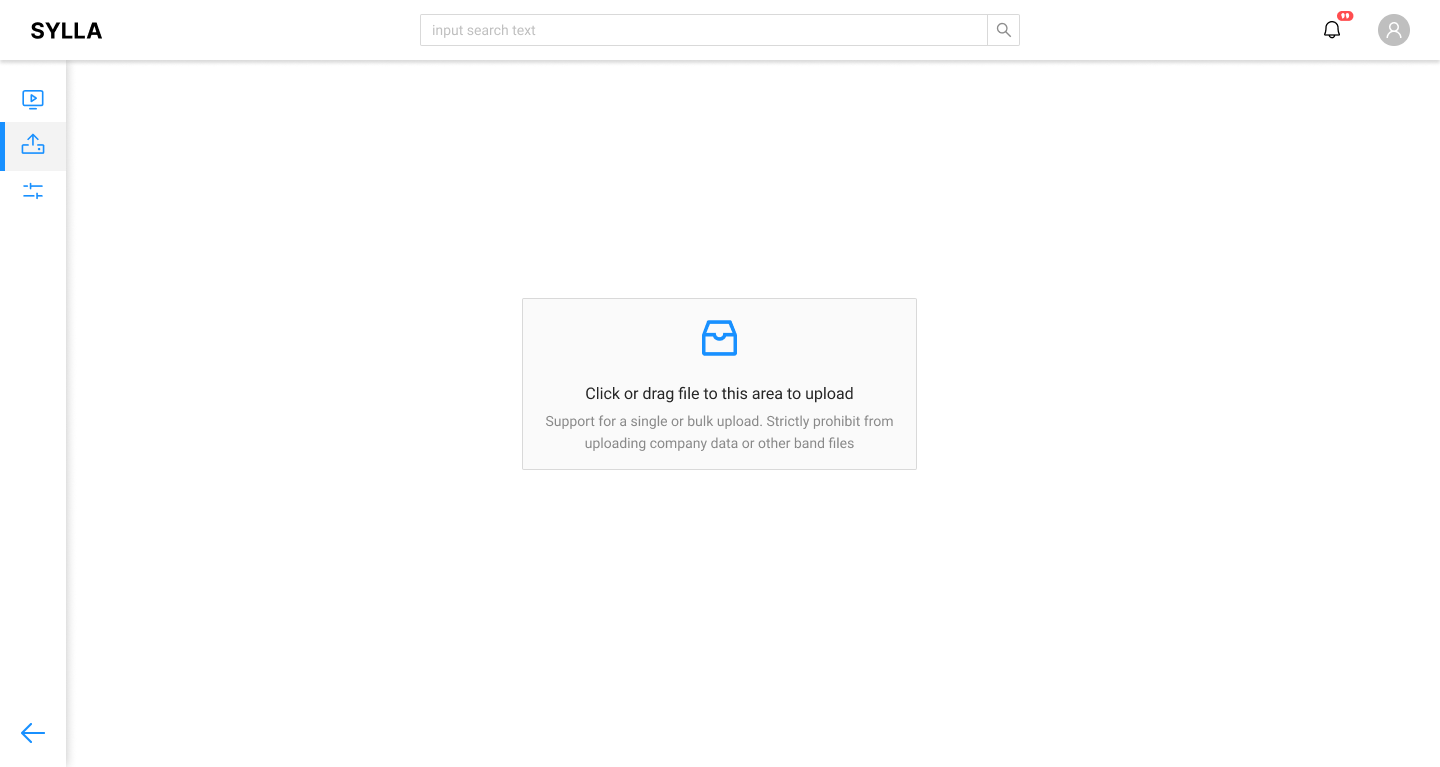 SYLLA
input search text
99
Click or drag file to this area to upload
Support for a single or bulk upload. Strictly prohibit from
uploading company data or other band files